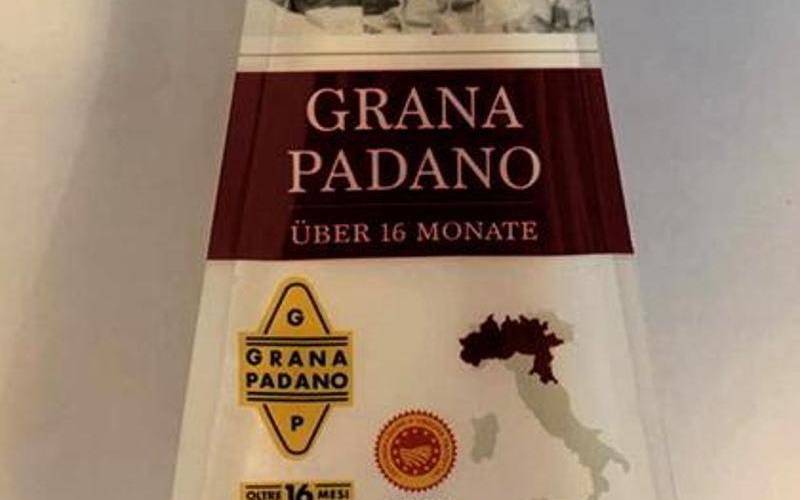 GRANA
PADANO
ÜBER 16 MONATE
G
GRANA
PADANO
P
OLTRE 16 MESI